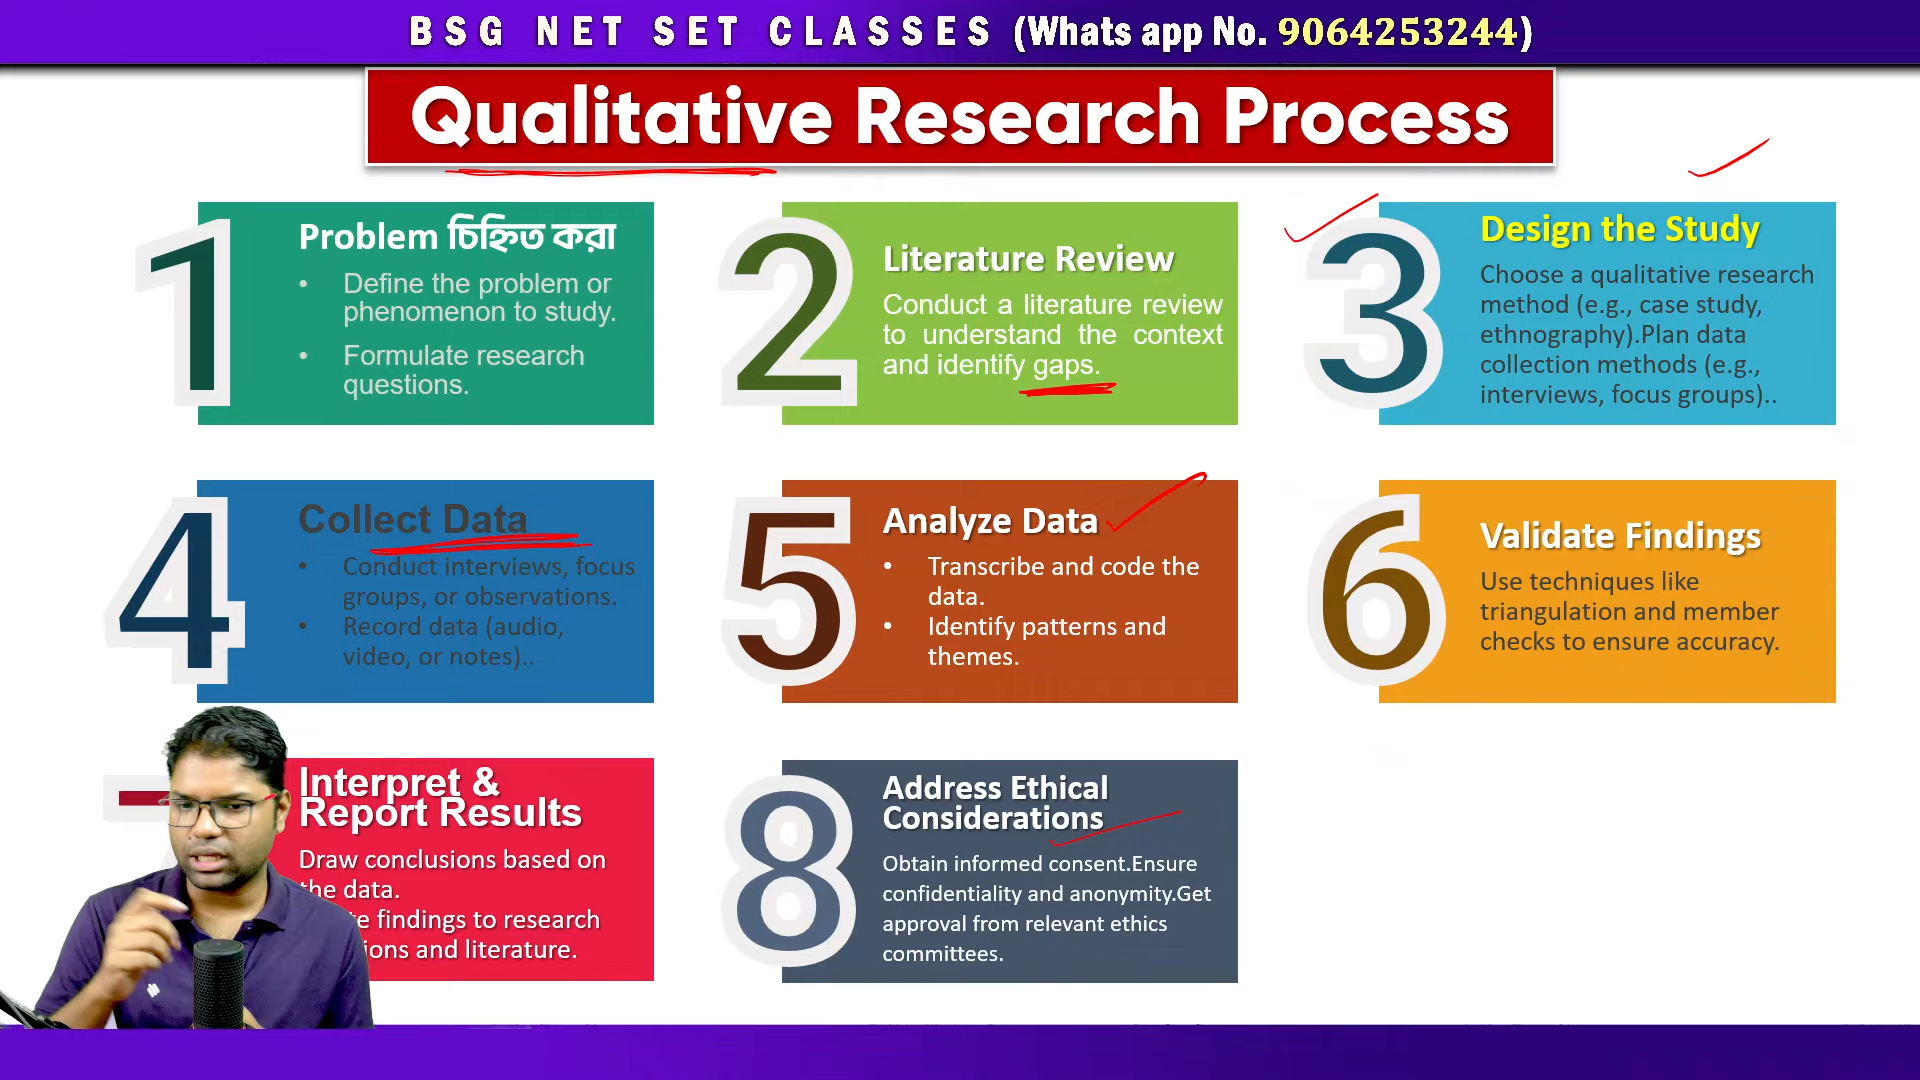 BSG NET SET CLASSES (Whats app No. 9064253244)
Qualitative Research Process
1
Problem চিহ্নিত করা
• Define the problem or
phenomenon to study.
• Formulate research
questions.
2
Literature Review
Conduct a literature review
to understand the context
and identify gaps.
3
Design the Study
Choose a qualitative research
method (e.g., case study,
ethnography).Plan data
collection methods (e.g.,
interviews, focus groups)..
4
Collect Data
• Conduct interviews, focus
groups, or observations.
• Record data (audio,
video, or notes)..
5
Analyze Data
• Transcribe and code the
data.
• Identify patterns and
themes.
6
Validate Findings
Use techniques like
triangulation and member
checks to ensure accuracy.
Interpret &
Report Results
Draw conclusions based on
the data.
findings to research
and literature.
8
Address Ethical
Considerations
Obtain informed consent.Ensure
confidentiality and anonymity.Get
approval from relevant ethics
committees.